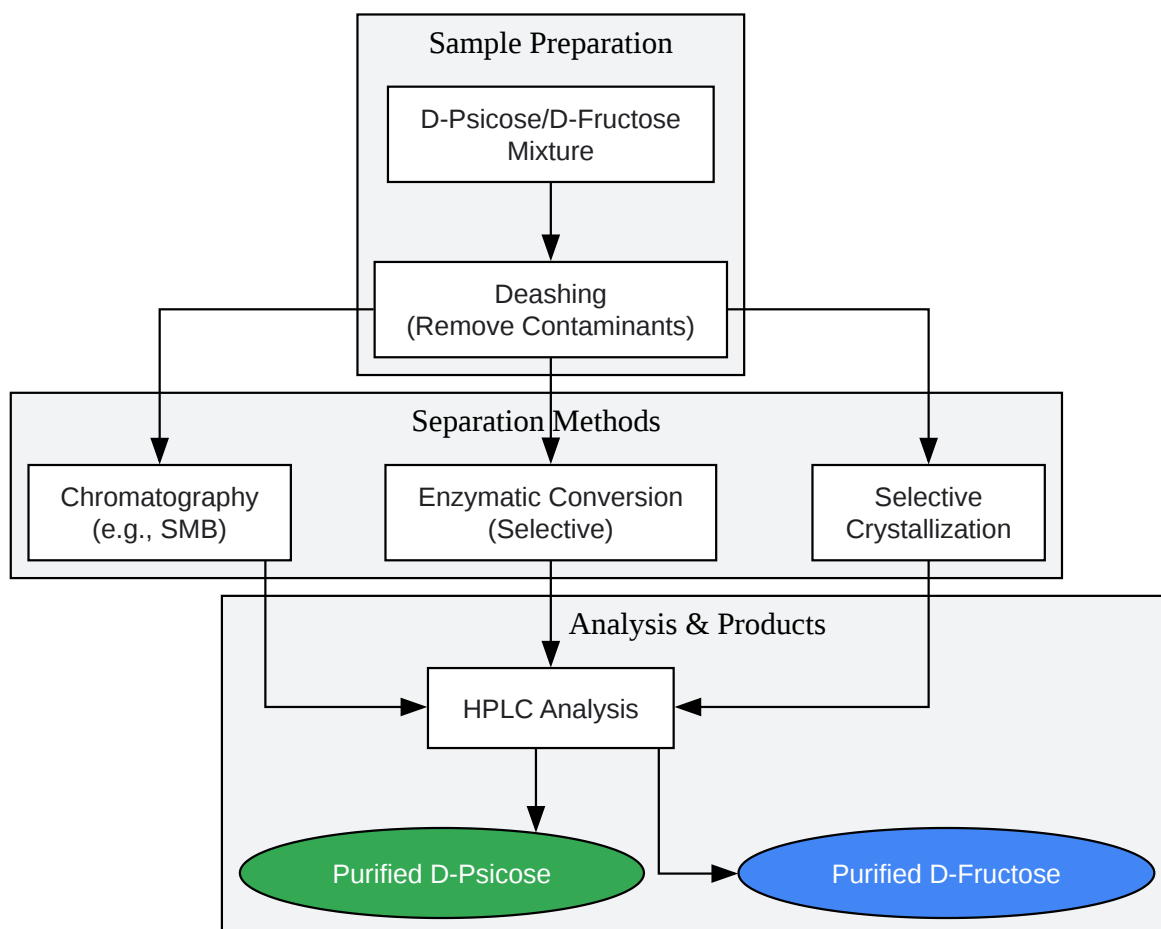 Sample Preparation
D-Psicose/D-Fructose
Mixture
Deashing
(Remove Contaminants)
Separation Methods
Chromatography
(e.g., SMB)
Enzymatic Conversion
(Selective)
Selective
Crystallization
Analysis & Products
HPLC Analysis
Purified D-Psicose
Purified D-Fructose